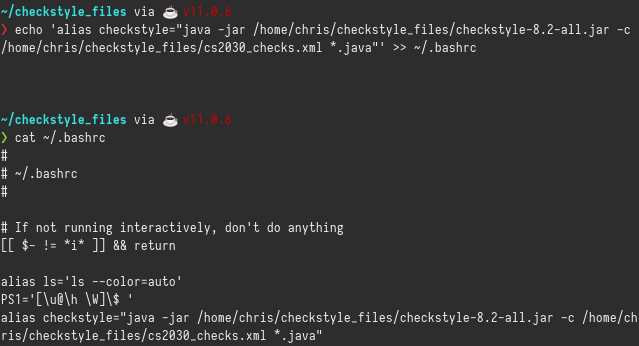 ~/checkstyle_files via ☕ v11.0.6
❯ echo 'alias checkstyle="java -jar /home/chris/checkstyle_files/checkstyle-8.2-all.jar -c
/home/chris/checkstyle_files/cs2030_checks.xml *.java"' >> ~/.bashrc
~/checkstyle_files via ☕ v11.0.6
❯ cat ~/.bashrc
#
# ~/.bashrc
#
# If not running interactively, don't do anything
[[ $- != *i* ]] && return
alias ls='ls --color=auto'
PS1='[\u@\h \W]\$ '
alias checkstyle="java -jar /home/chris/checkstyle_files/checkstyle-8.2-all.jar -c /home/ch
ris/checkstyle_files/cs2030_checks.xml *.java"